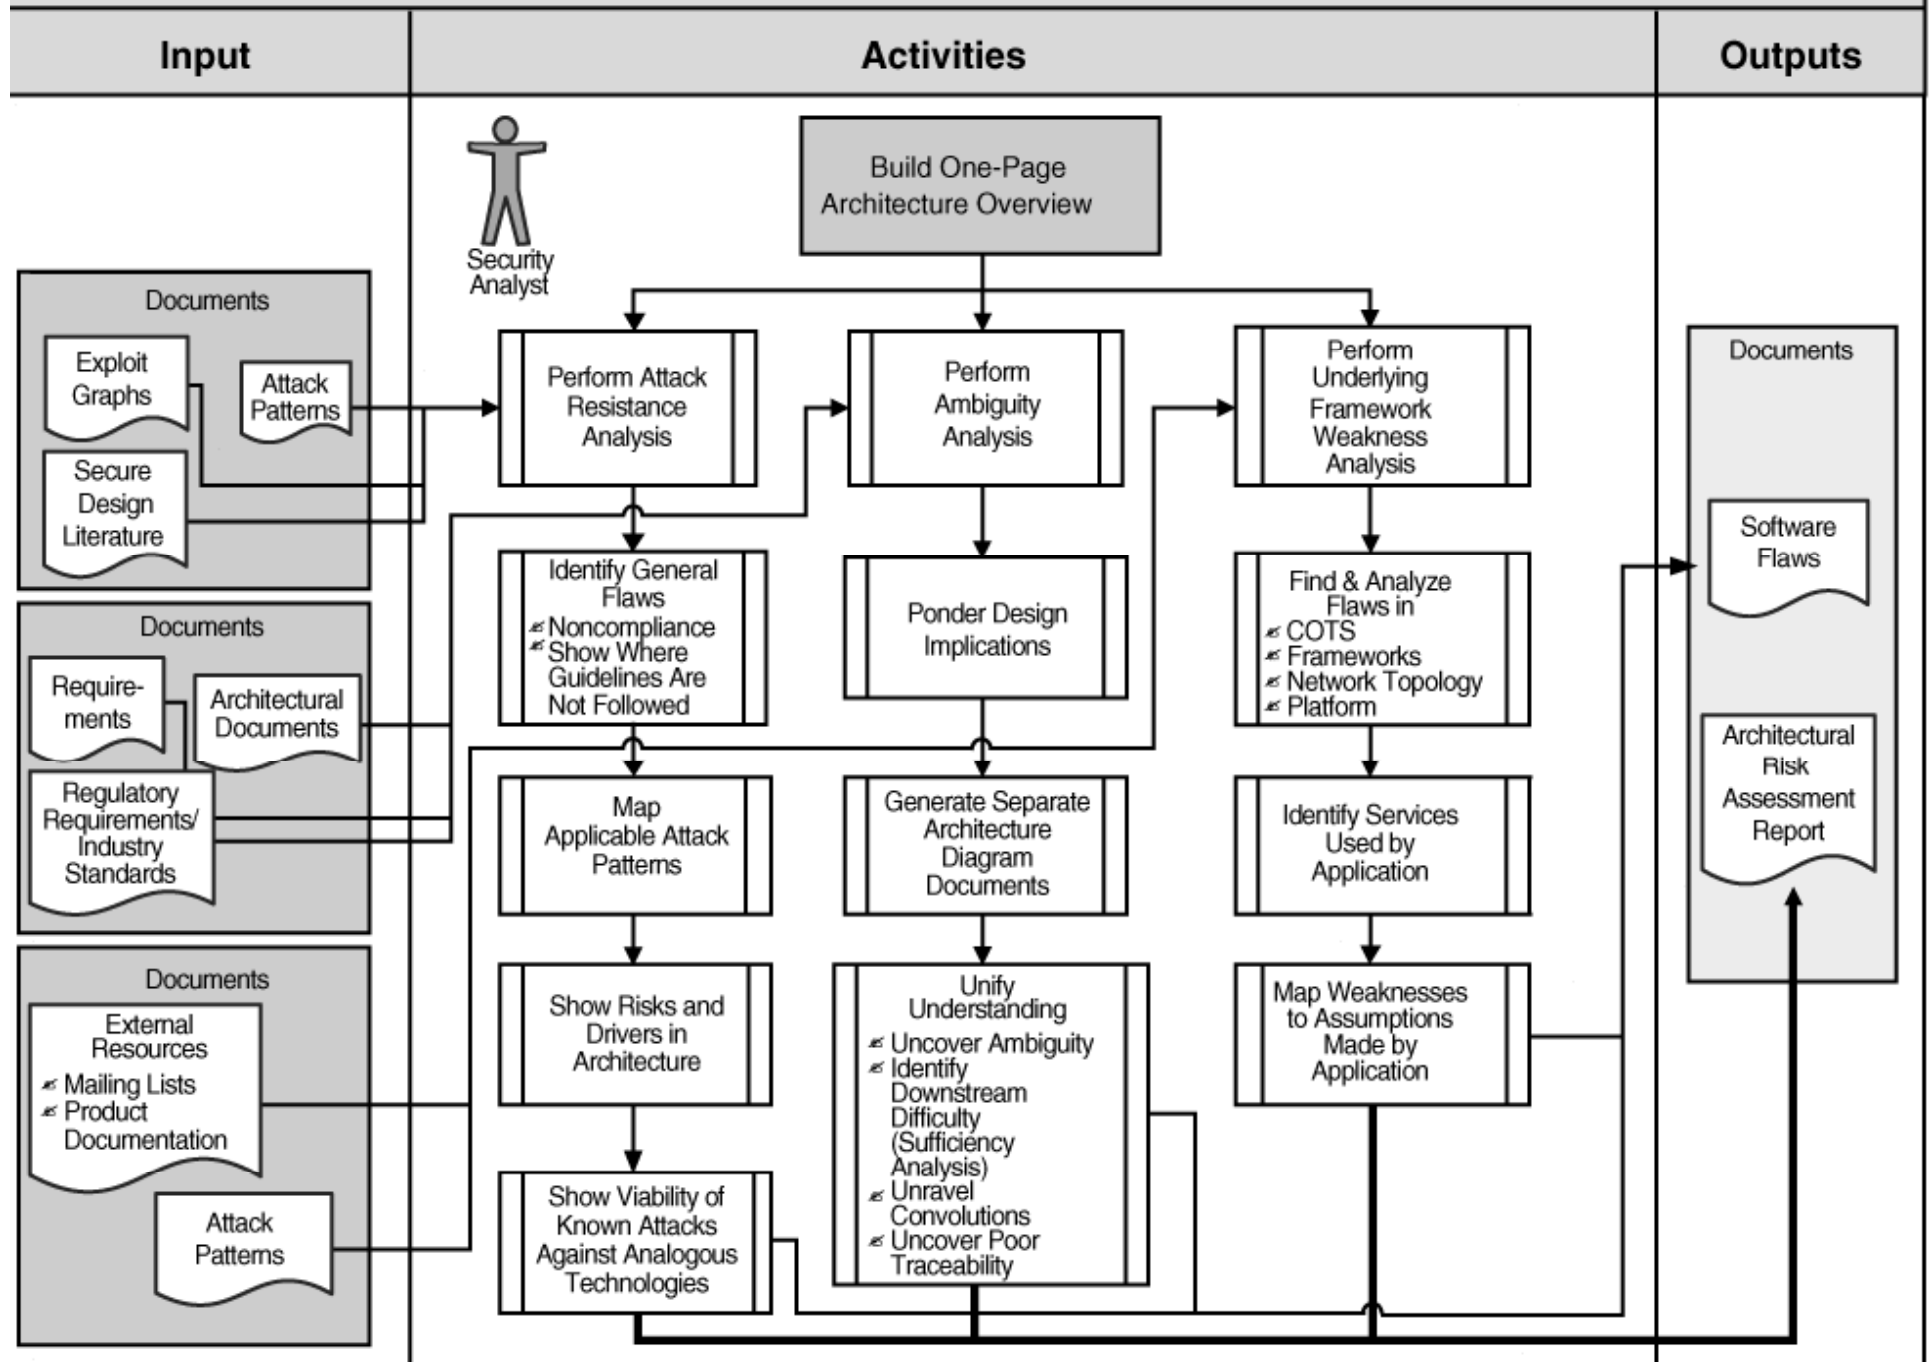 Input
Activities
Outputs
Security
Analyst
Build One-Page
Architecture Overview
Documents
Exploit
Graphs
Attack
Patterns
Secure
Design
Literature
Documents
Require-
ments
Architectural
Documents
Regulatory
Requirements/
Industry
Standards
Documents
External
Resources
Mailing Lists
Product
Documentation
Attack
Patterns
Perform Attack
Resistance
Analysis
Identify General
Flaws
Noncompliance
Show Where
Guidelines Are
Not Followed
Map
Applicable Attack
Patterns
Show Risks and
Drivers in
Architecture
Show Viability of
Known Attacks
Against Analogous
Technologies
Perform
Ambiguity
Analysis
Ponder Design
Implications
Generate Separate
Architecture
Diagram
Documents
Unify
Understanding
Uncover Ambiguity
Identify
Downstream
Difficulty
(Sufficiency
Analysis)
Unravel
Convolutions
Uncover Poor
Traceability
Perform
Underlying
Framework
Weakness
Analysis
Find & Analyze
Flaws in
COTS
Frameworks
Network Topology
Platform
Identify Services
Used by
Application
Map Weaknesses
to Assumptions
Made by
Application
Documents
Software
Flaws
Architectural
Risk
Assessment
Report